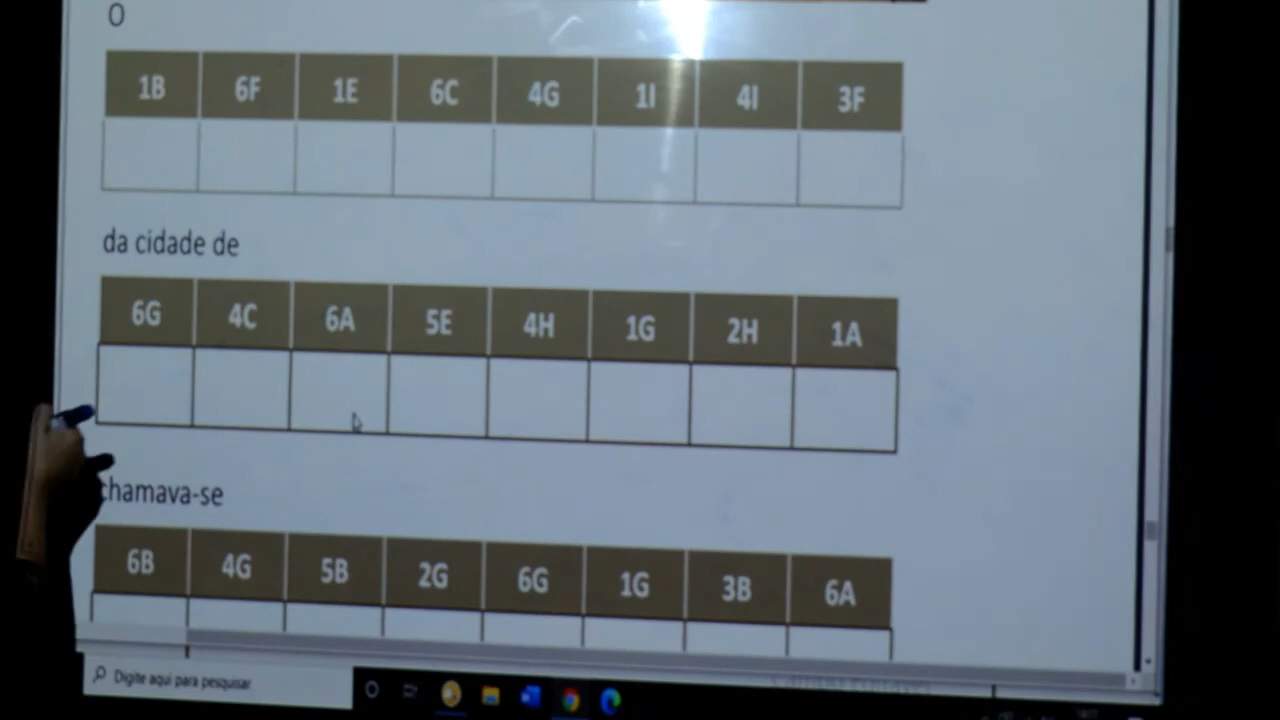 O
1B 6F 1E 6C 4G 1I 4I 3F
da cidade de
6G 4C 6A 5E 4H 1G 2H 1A
chamava-se
6B 4G 5B 2G 6G 1G 3B 6A
Digite aqui para pesquisar